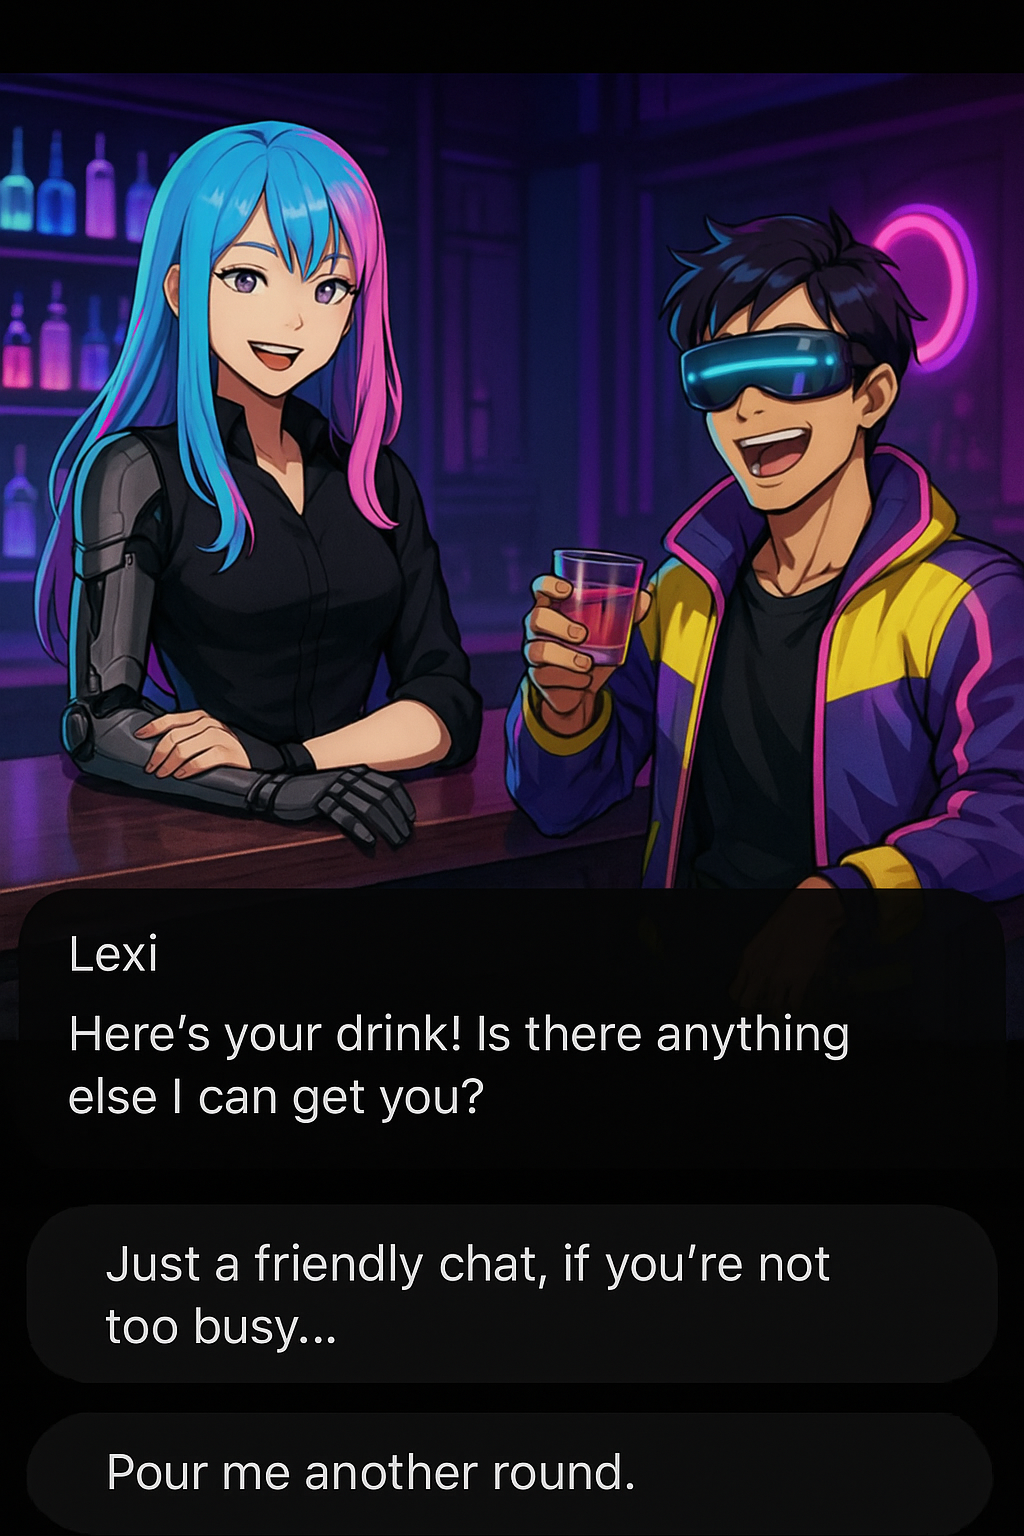 Lexi
Here’s your drink! Is there anything
else I can get you?
Just a friendly chat, if you’re not
too busy...
Pour me another round.